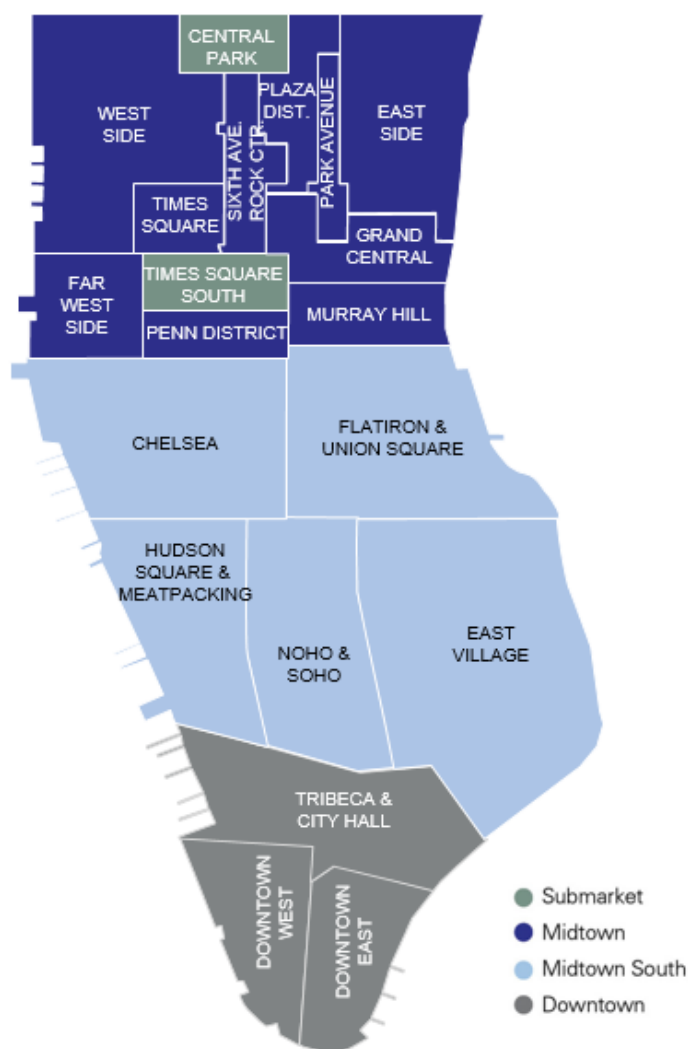 CENTRAL
PARK
WEST
SIDE
SIXTH AVE.
ROCK CTR.
PLAZA
DIST.
PARK AVENUE
EAST
SIDE
TIMES
SQUARE
GRAND
CENTRAL
FAR
WEST
SIDE
TIMES SQUARE
SOUTH
PENN DISTRICT
MURRAY HILL
CHELSEA
FLATIRON &
UNION SQUARE
HUDSON
SQUARE &
MEATPACKING
NOHO &
SOHO
EAST
VILLAGE
TRIBECA &
CITY HALL
DOWNTOWN
WEST
DOWNTOWN
EAST
Submarket
Midtown
Midtown South
Downtown